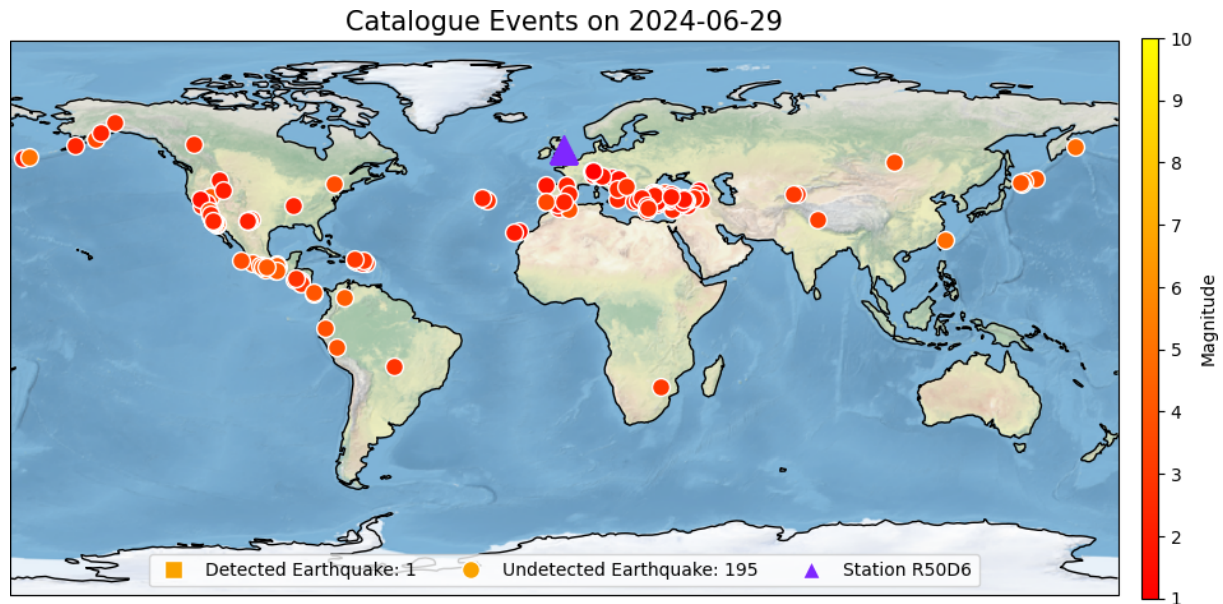 Catalogue Events on 2024-06-29
10
9
8
7
6
5
4
3
2
1
Magnitude
Detected Earthquake: 1
Undetected Earthquake: 195
Station R50D6